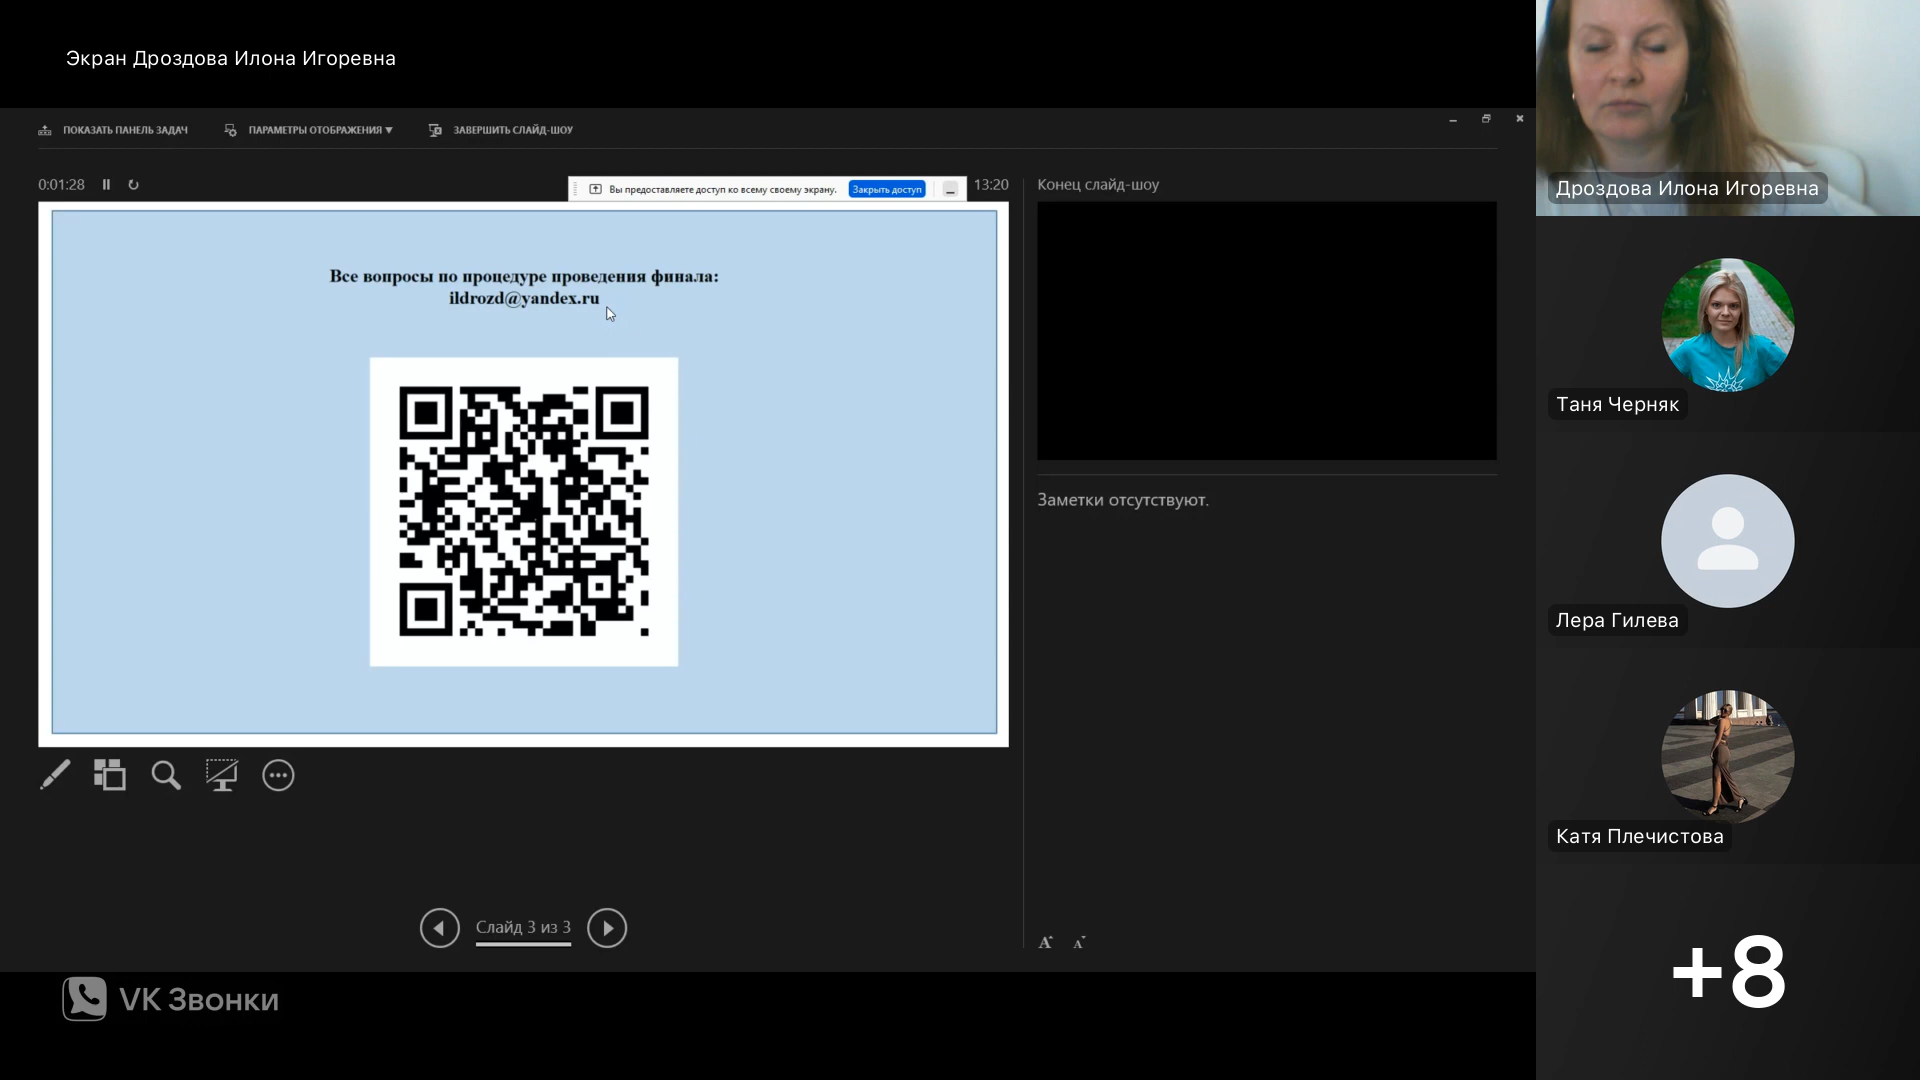 Экран Дроздова Илона Игоревна
ПОКАЗАТЬ ПАНЕЛЬ ЗАДАЧ
ПАРАМЕТРЫ ОТОБРАЖЕНИЯ ▼
ЗАВЕРШИТЬ СЛАЙД-ШОУ
0:01:28
Вы предоставляете доступ ко всему своему экрану.
Закрыть доступ
13:20
Все вопросы по процедуре проведения финала:
ildrozd@yandex.ru
Слайд 3 из 3
Конец слайд-шоу
Заметки отсутствуют.
A A
VK Звонки
Дроздова Илона Игоревна
Таня Черняк
Лера Гилева
Катя Плечистова
+8